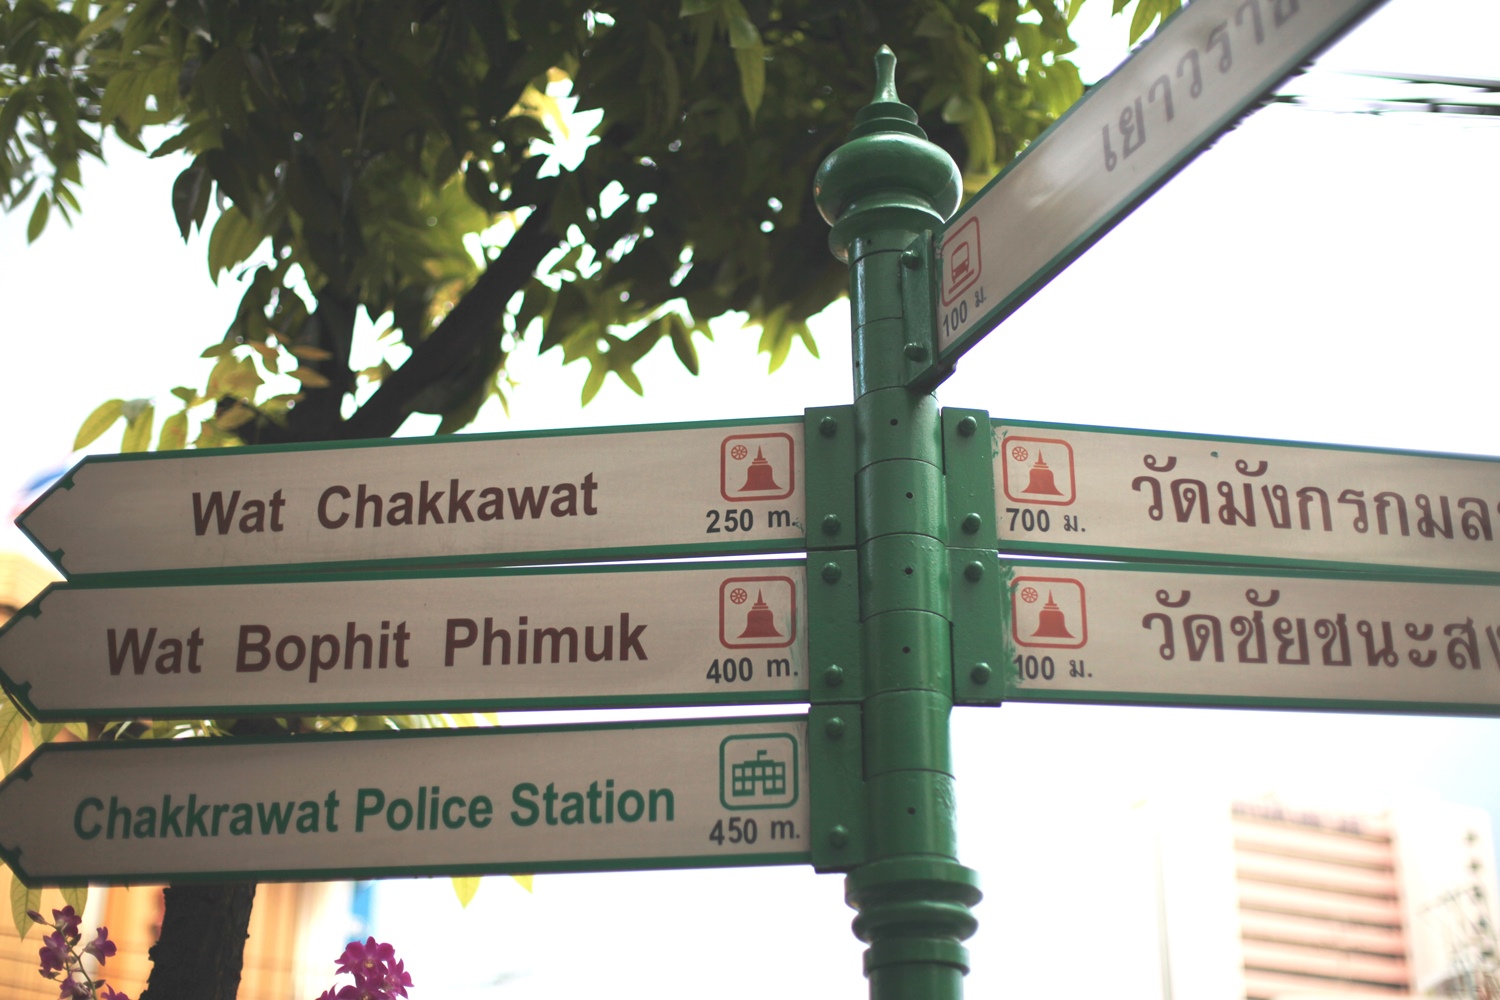 เยาวราช
100 ม.
Wat Chakkawat
250 m.
Wat Bophit Phimuk
400 m.
Chakkrawat Police Station
450 m.
700 ม.
วัดมังกรกมล
100 ม.
วัดชัยชนะส